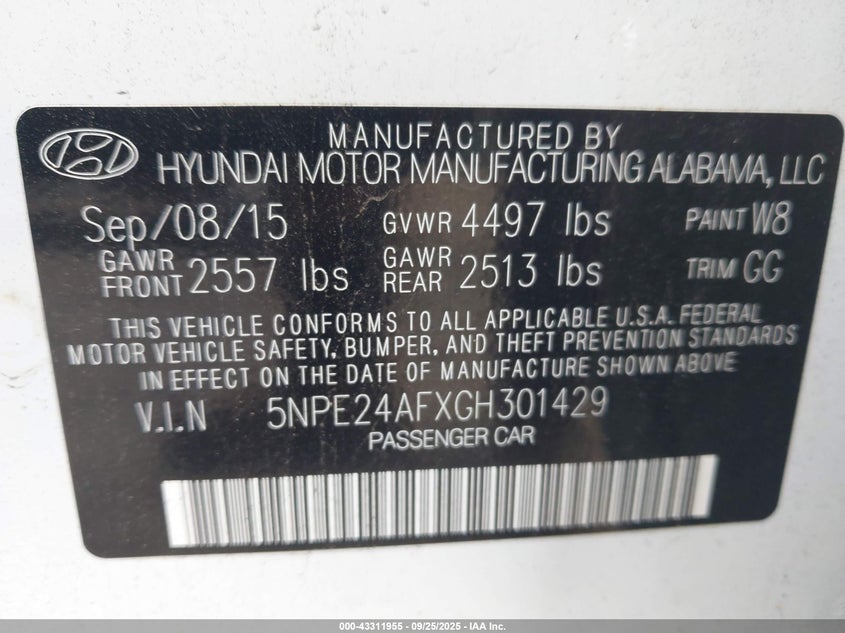 MANUFACTURED BY
HYUNDAI MOTOR MANUFACTURING ALABAMA, LLC
Sep/08/15 GVWR 4497 lbs PAINT W8
GAWR FRONT 2557 lbs GAWR REAR 2513 lbs TRIM GG
THIS VEHICLE CONFORMS TO ALL APPLICABLE U.S.A. FEDERAL
MOTOR VEHICLE SAFETY, BUMPER, AND THEFT PREVENTION STANDARDS
IN EFFECT ON THE DATE OF MANUFACTURE SHOWN ABOVE
V.I.N 5NPE24AFXGH301429
PASSENGER CAR
000-43311955 - 09/25/2025 - IAA Inc.